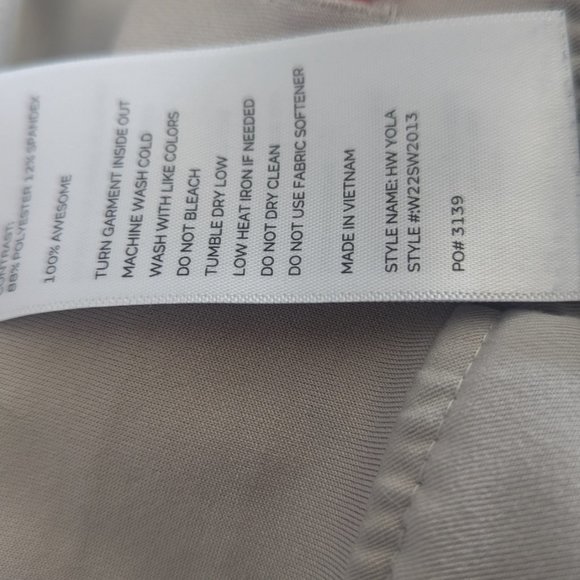 CONTRAST:
88% POLYESTER 12% SPANDEX
100% AWESOME
TURN GARMENT INSIDE OUT
MACHINE WASH COLD
WASH WITH LIKE COLORS
DO NOT BLEACH
TUMBLE DRY LOW
LOW HEAT IRON IF NEEDED
DO NOT DRY CLEAN
DO NOT USE FABRIC SOFTENER
MADE IN VIETNAM
STYLE NAME: HW YOLA
STYLE #:W22SW2013
PO# 3139